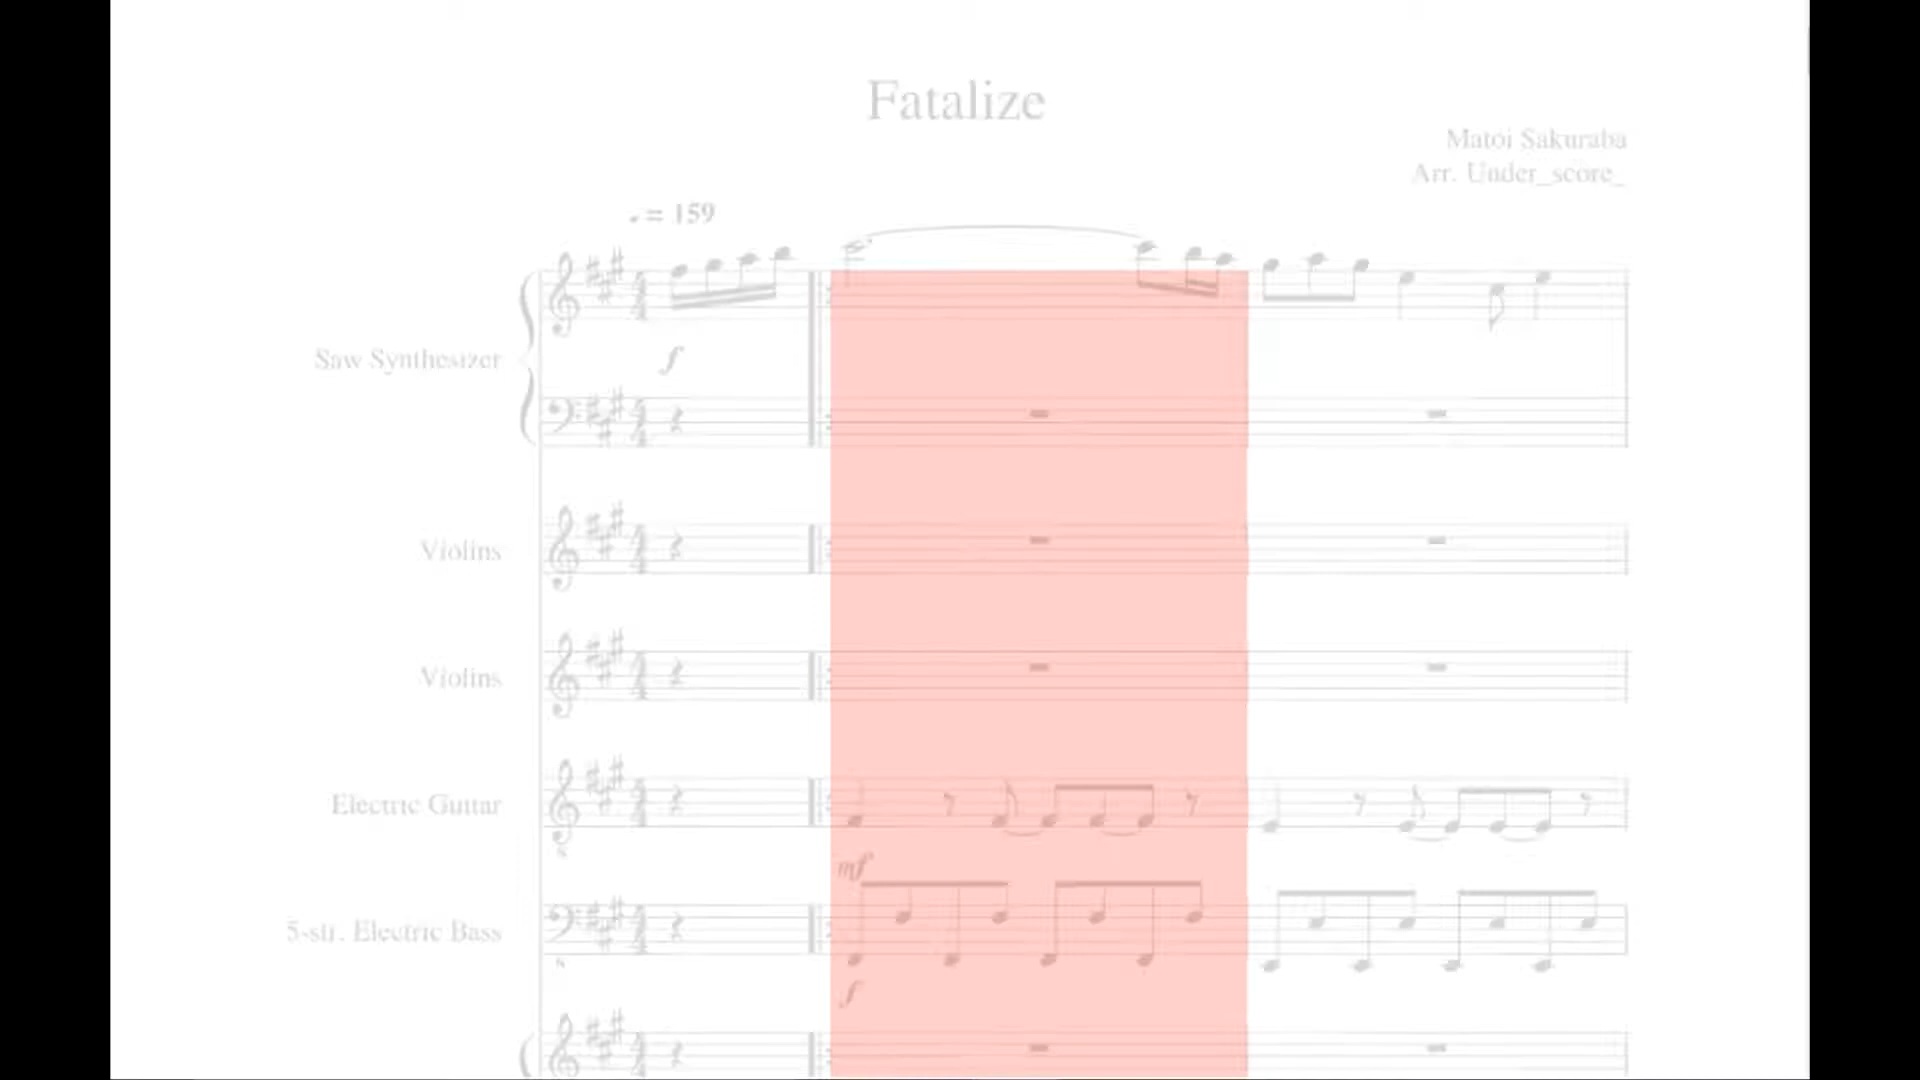 Fatalize
Matoi Sakuraba
Arr. Under_score_
♩ = 159
Saw Synthesizer
f
Violins
Violins
Electric Guitar
mf
5-str. Electric Bass
f